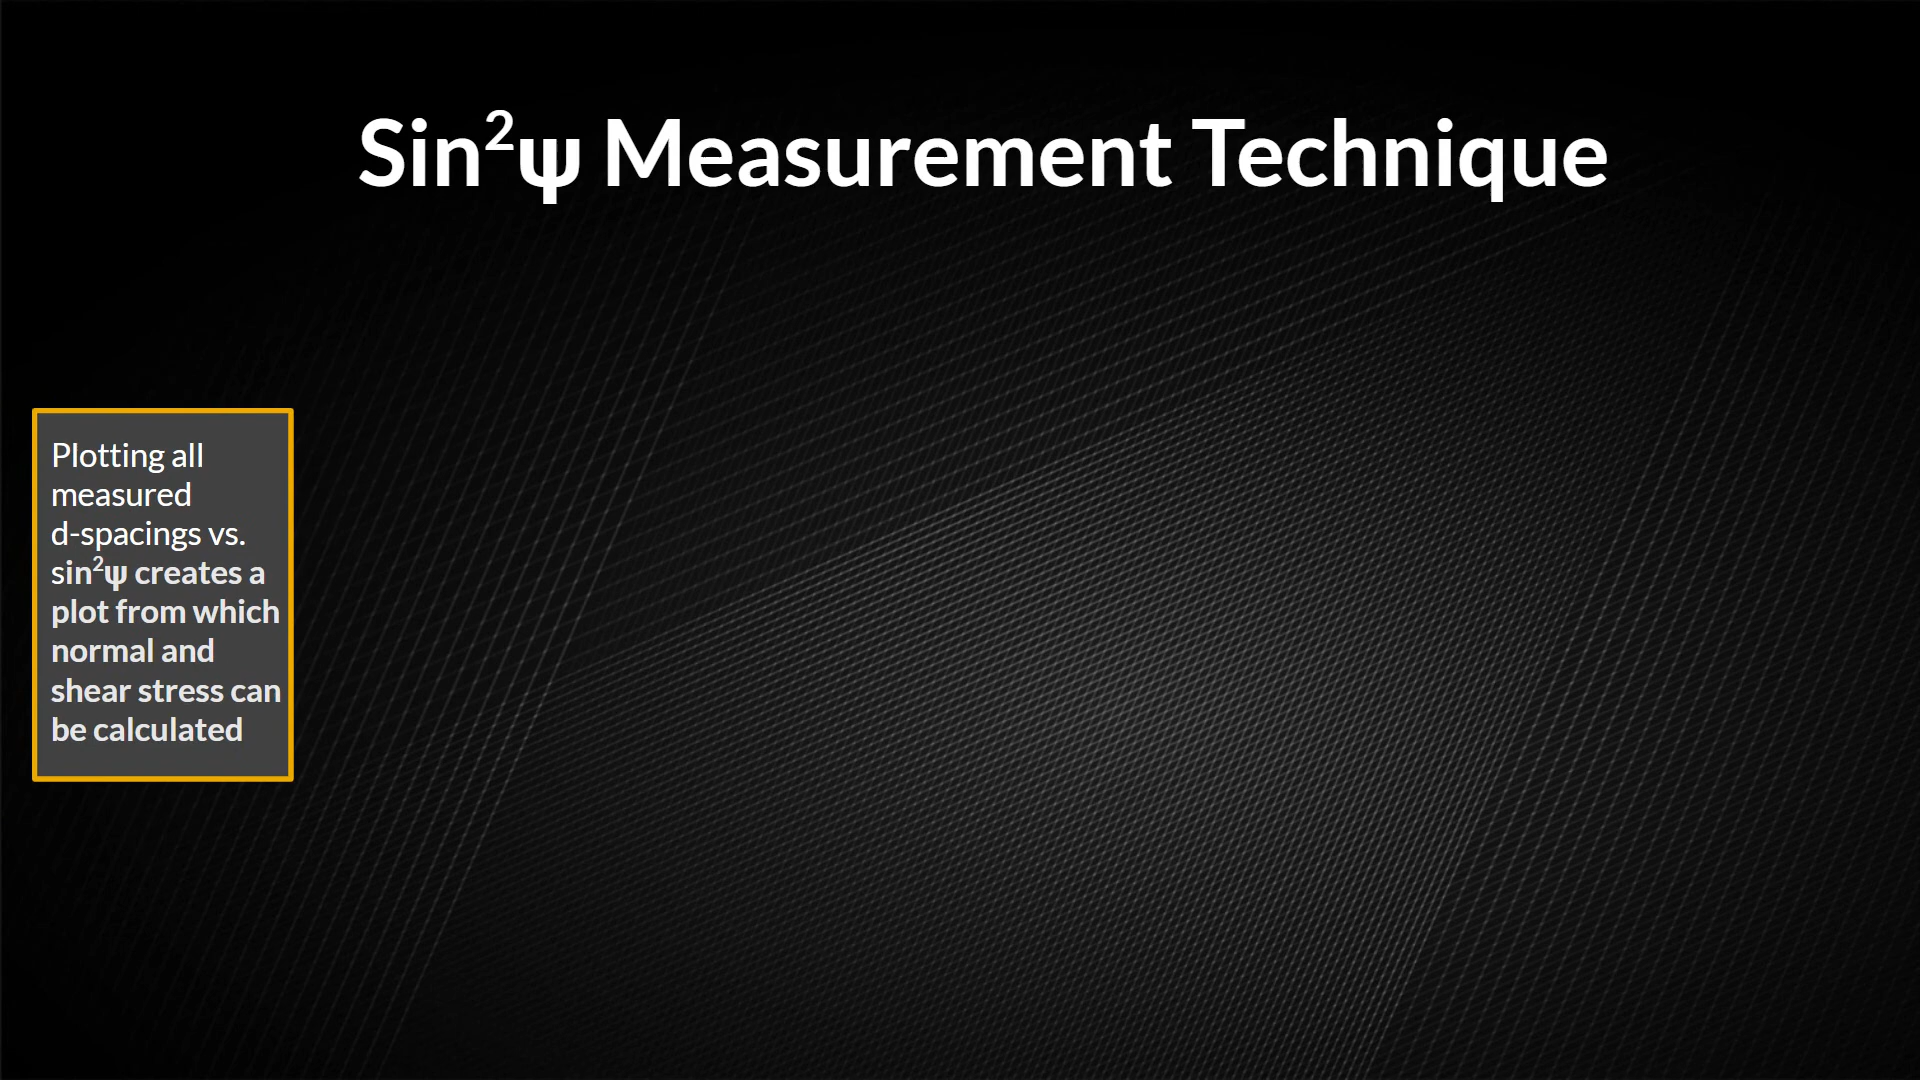 Sin²ψ Measurement Technique
Plotting all
measured
d-spacings vs.
sin²ψ creates a
plot from which
normal and
shear stress can
be calculated